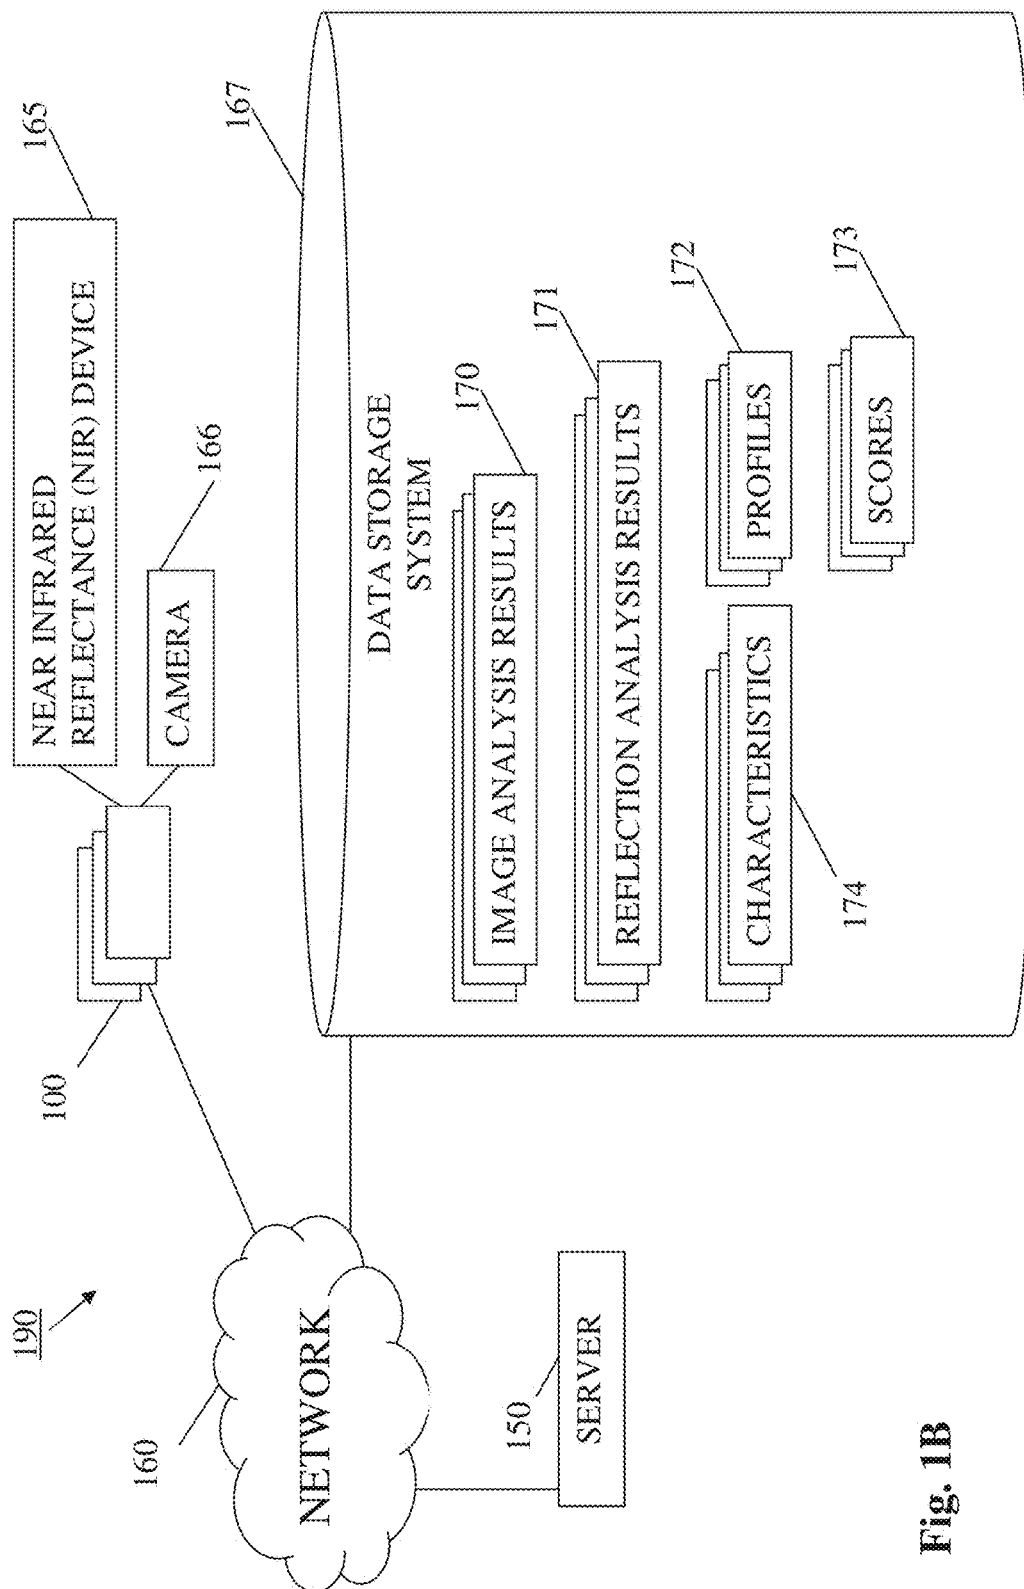 190
160
NETWORK
150
SERVER
100
NEAR INFRARED
REFLECTANCE (NIR) DEVICE
165
CAMERA
166
167
DATA STORAGE
SYSTEM
IMAGE ANALYSIS RESULTS
170
REFLECTION ANALYSIS RESULTS
171
CHARACTERISTICS
174
PROFILES
172
SCORES
173
Fig. 1B